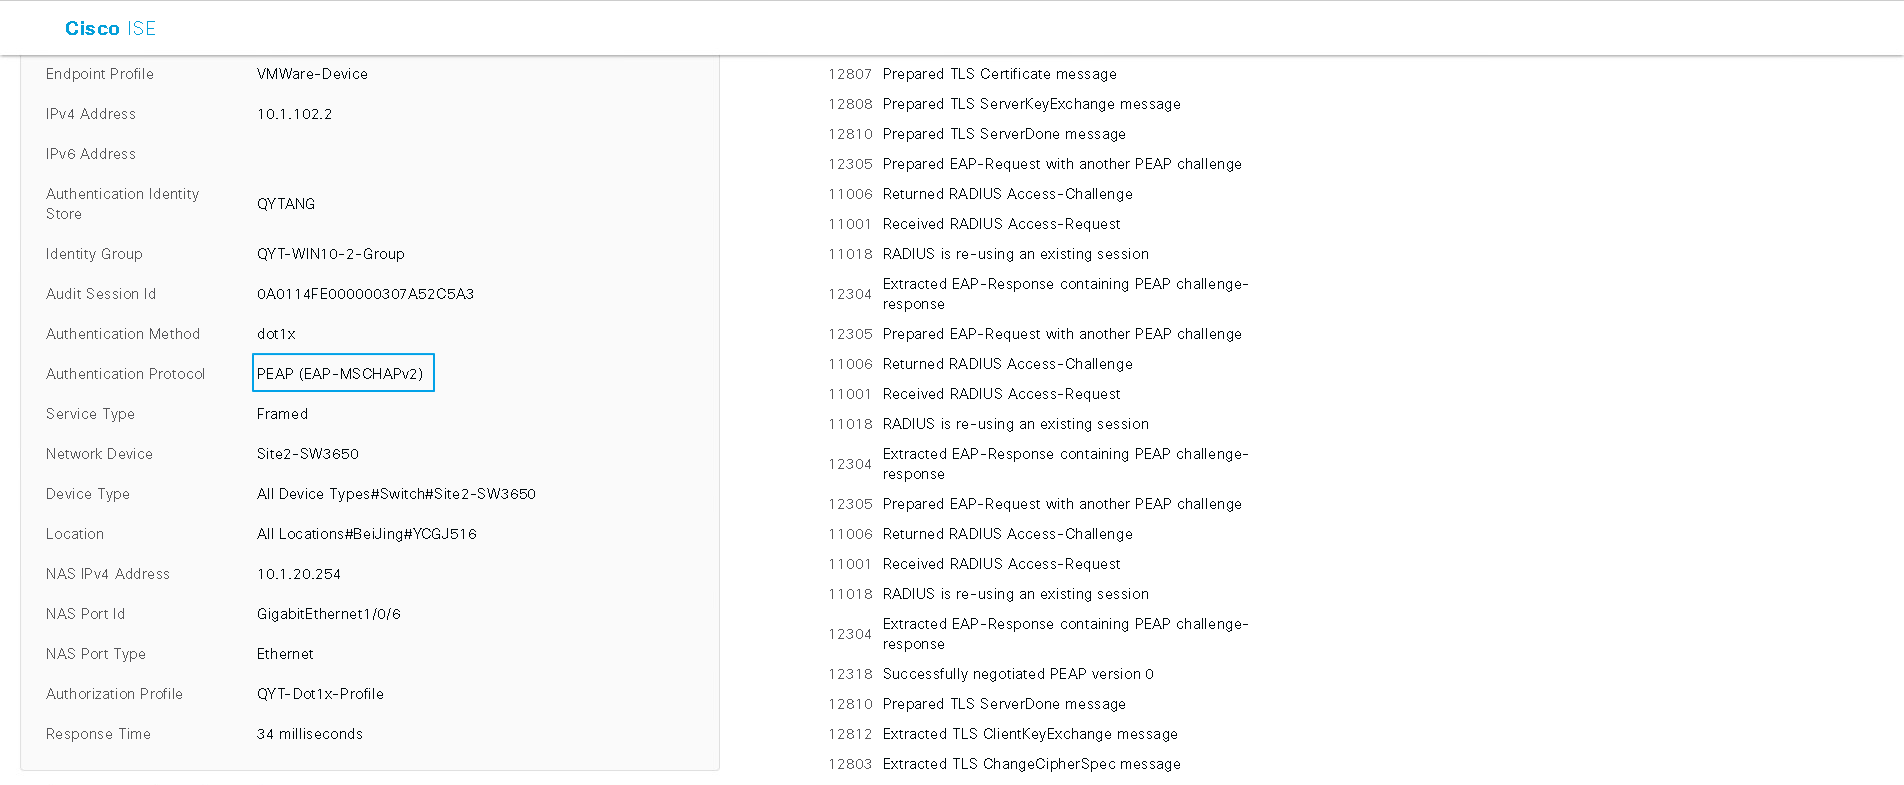 Cisco ISE
Endpoint Profile VMWare-Device
IPv4 Address 10.1.102.2
IPv6 Address
Authentication Identity
Store
QYTANG
Identity Group QYT-WIN10-2-Group
Audit Session Id 0A0114FE000000307A52C5A3
Authentication Method dot1x
Authentication Protocol PEAP (EAP-MSCHAPv2)
Service Type Framed
Network Device Site2-SW3650
Device Type All Device Types#Switch#Site2-SW3650
Location All Locations#BeiJing#YCGJ516
NAS IPv4 Address 10.1.20.254
NAS Port Id GigabitEthernet1/0/6
NAS Port Type Ethernet
Authorization Profile QYT-Dot1x-Profile
Response Time 34 milliseconds
12807 Prepared TLS Certificate message
12808 Prepared TLS ServerKeyExchange message
12810 Prepared TLS ServerDone message
12305 Prepared EAP-Request with another PEAP challenge
11006 Returned RADIUS Access-Challenge
11001 Received RADIUS Access-Request
11018 RADIUS is re-using an existing session
12304 Extracted EAP-Response containing PEAP challenge-
response
12305 Prepared EAP-Request with another PEAP challenge
11006 Returned RADIUS Access-Challenge
11001 Received RADIUS Access-Request
11018 RADIUS is re-using an existing session
12304 Extracted EAP-Response containing PEAP challenge-
response
12305 Prepared EAP-Request with another PEAP challenge
11006 Returned RADIUS Access-Challenge
11001 Received RADIUS Access-Request
11018 RADIUS is re-using an existing session
12304 Extracted EAP-Response containing PEAP challenge-
response
12318 Successfully negotiated PEAP version 0
12810 Prepared TLS ServerDone message
12812 Extracted TLS ClientKeyExchange message
12803 Extracted TLS ChangeCipherSpec message